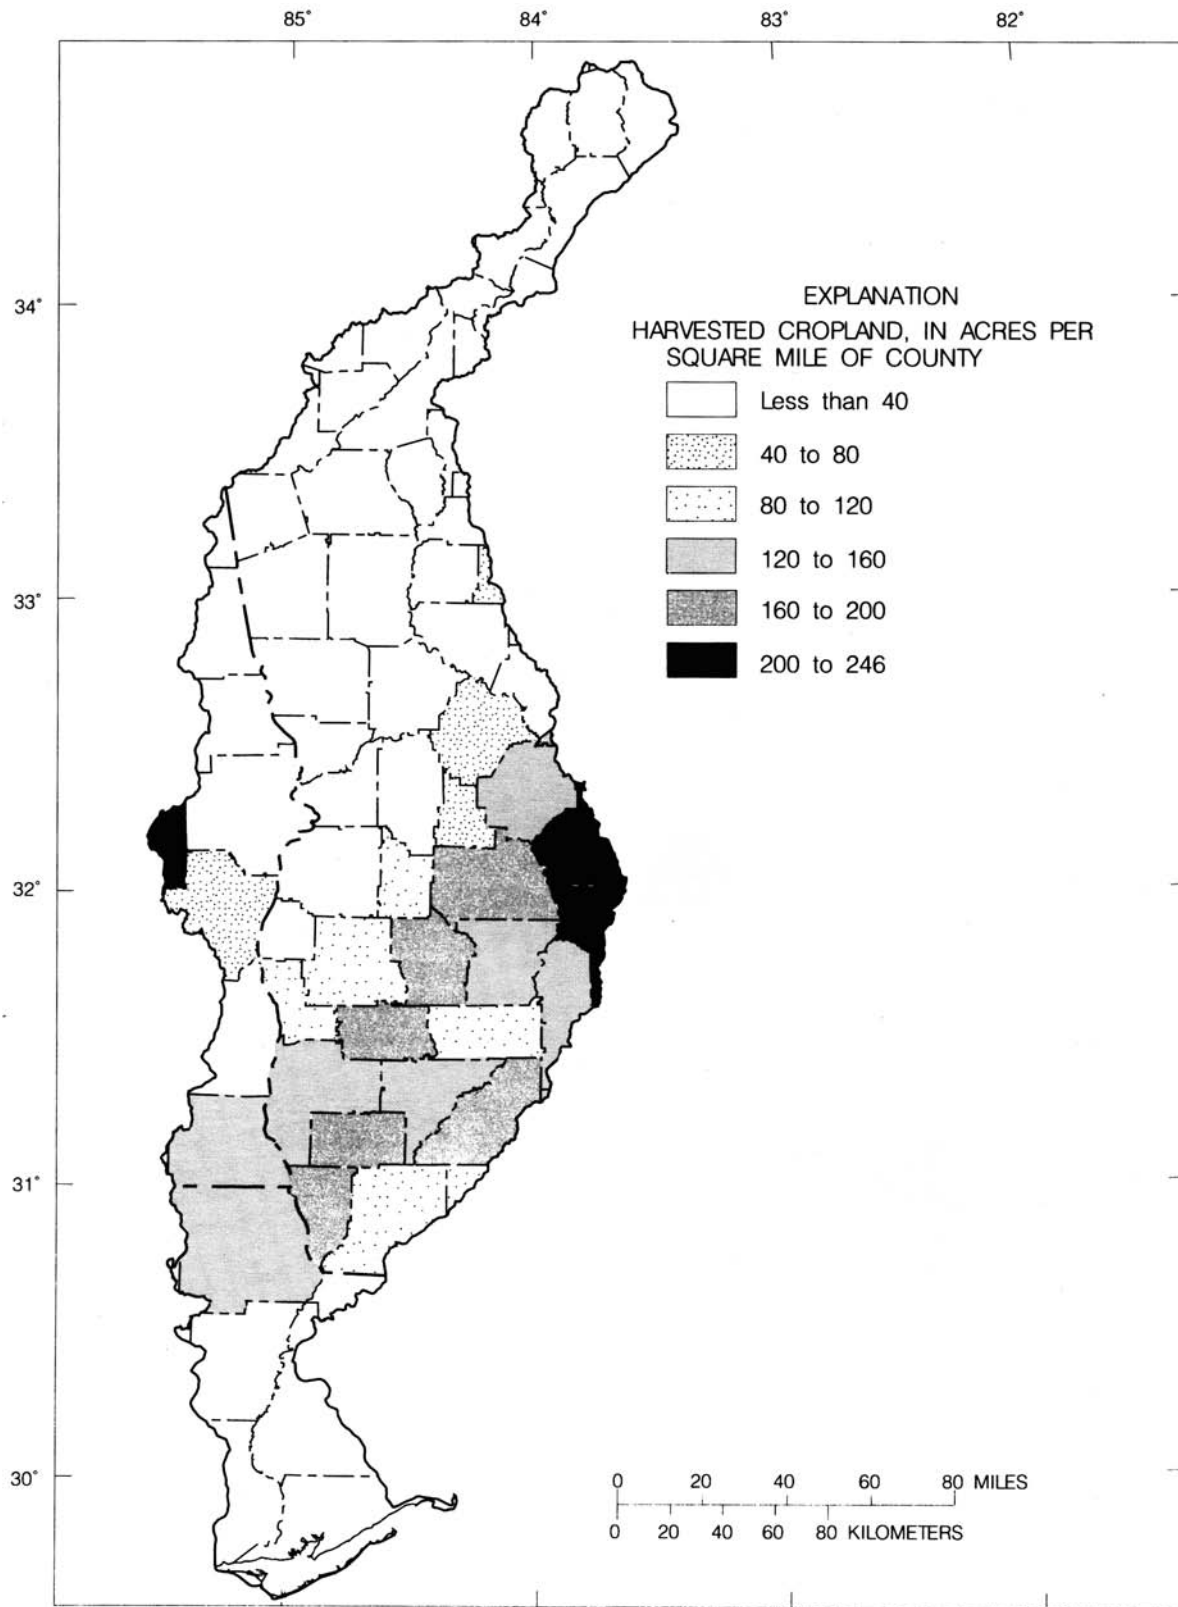 85° 84° 83° 82°
34°
33°
32°
31°
30°
EXPLANATION
HARVESTED CROPLAND, IN ACRES PER
SQUARE MILE OF COUNTY
Less than 40
40 to 80
80 to 120
120 to 160
160 to 200
200 to 246
0 20 40 60 80 MILES
0 20 40 60 80 KILOMETERS